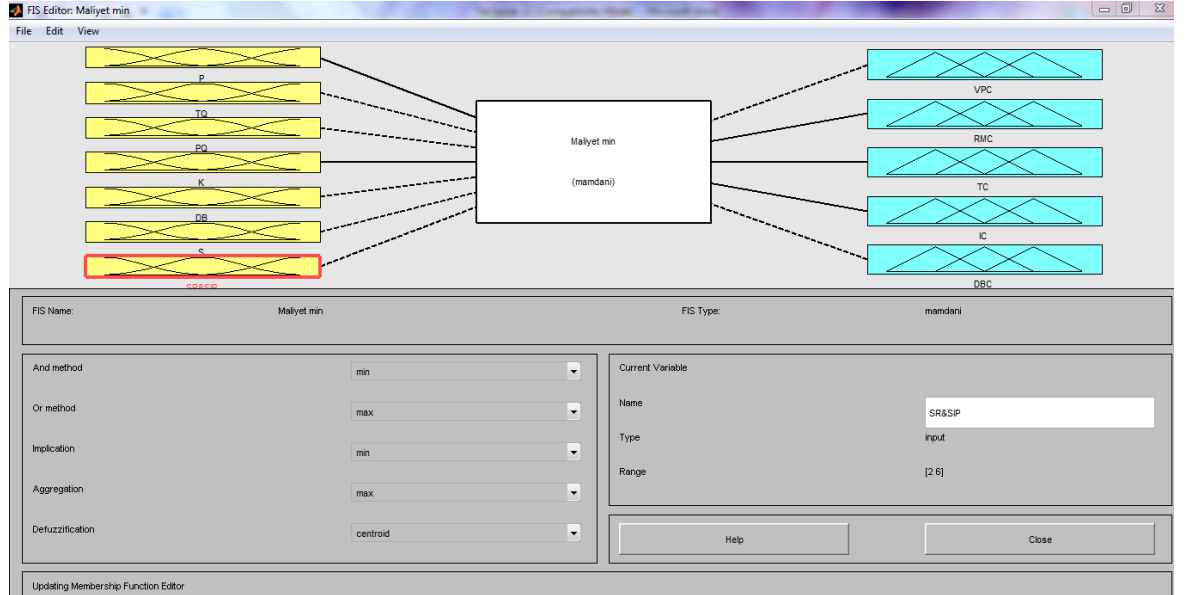 FIS Editor: Maliyet min
File Edit View
P
TQ
PQ
K
DB
S
SR&SIP
Maliyet min
(mamdani)
VPC
RMC
TC
IC
DBC
FIS Name: Maliyet min FIS Type: mamdani
And method min
Or method max
Implication min
Aggregation max
Defuzzification centroid
Current Variable
Name SR&SIP
Type input
Range [2 6]
Help Close
Updating Membership Function Editor